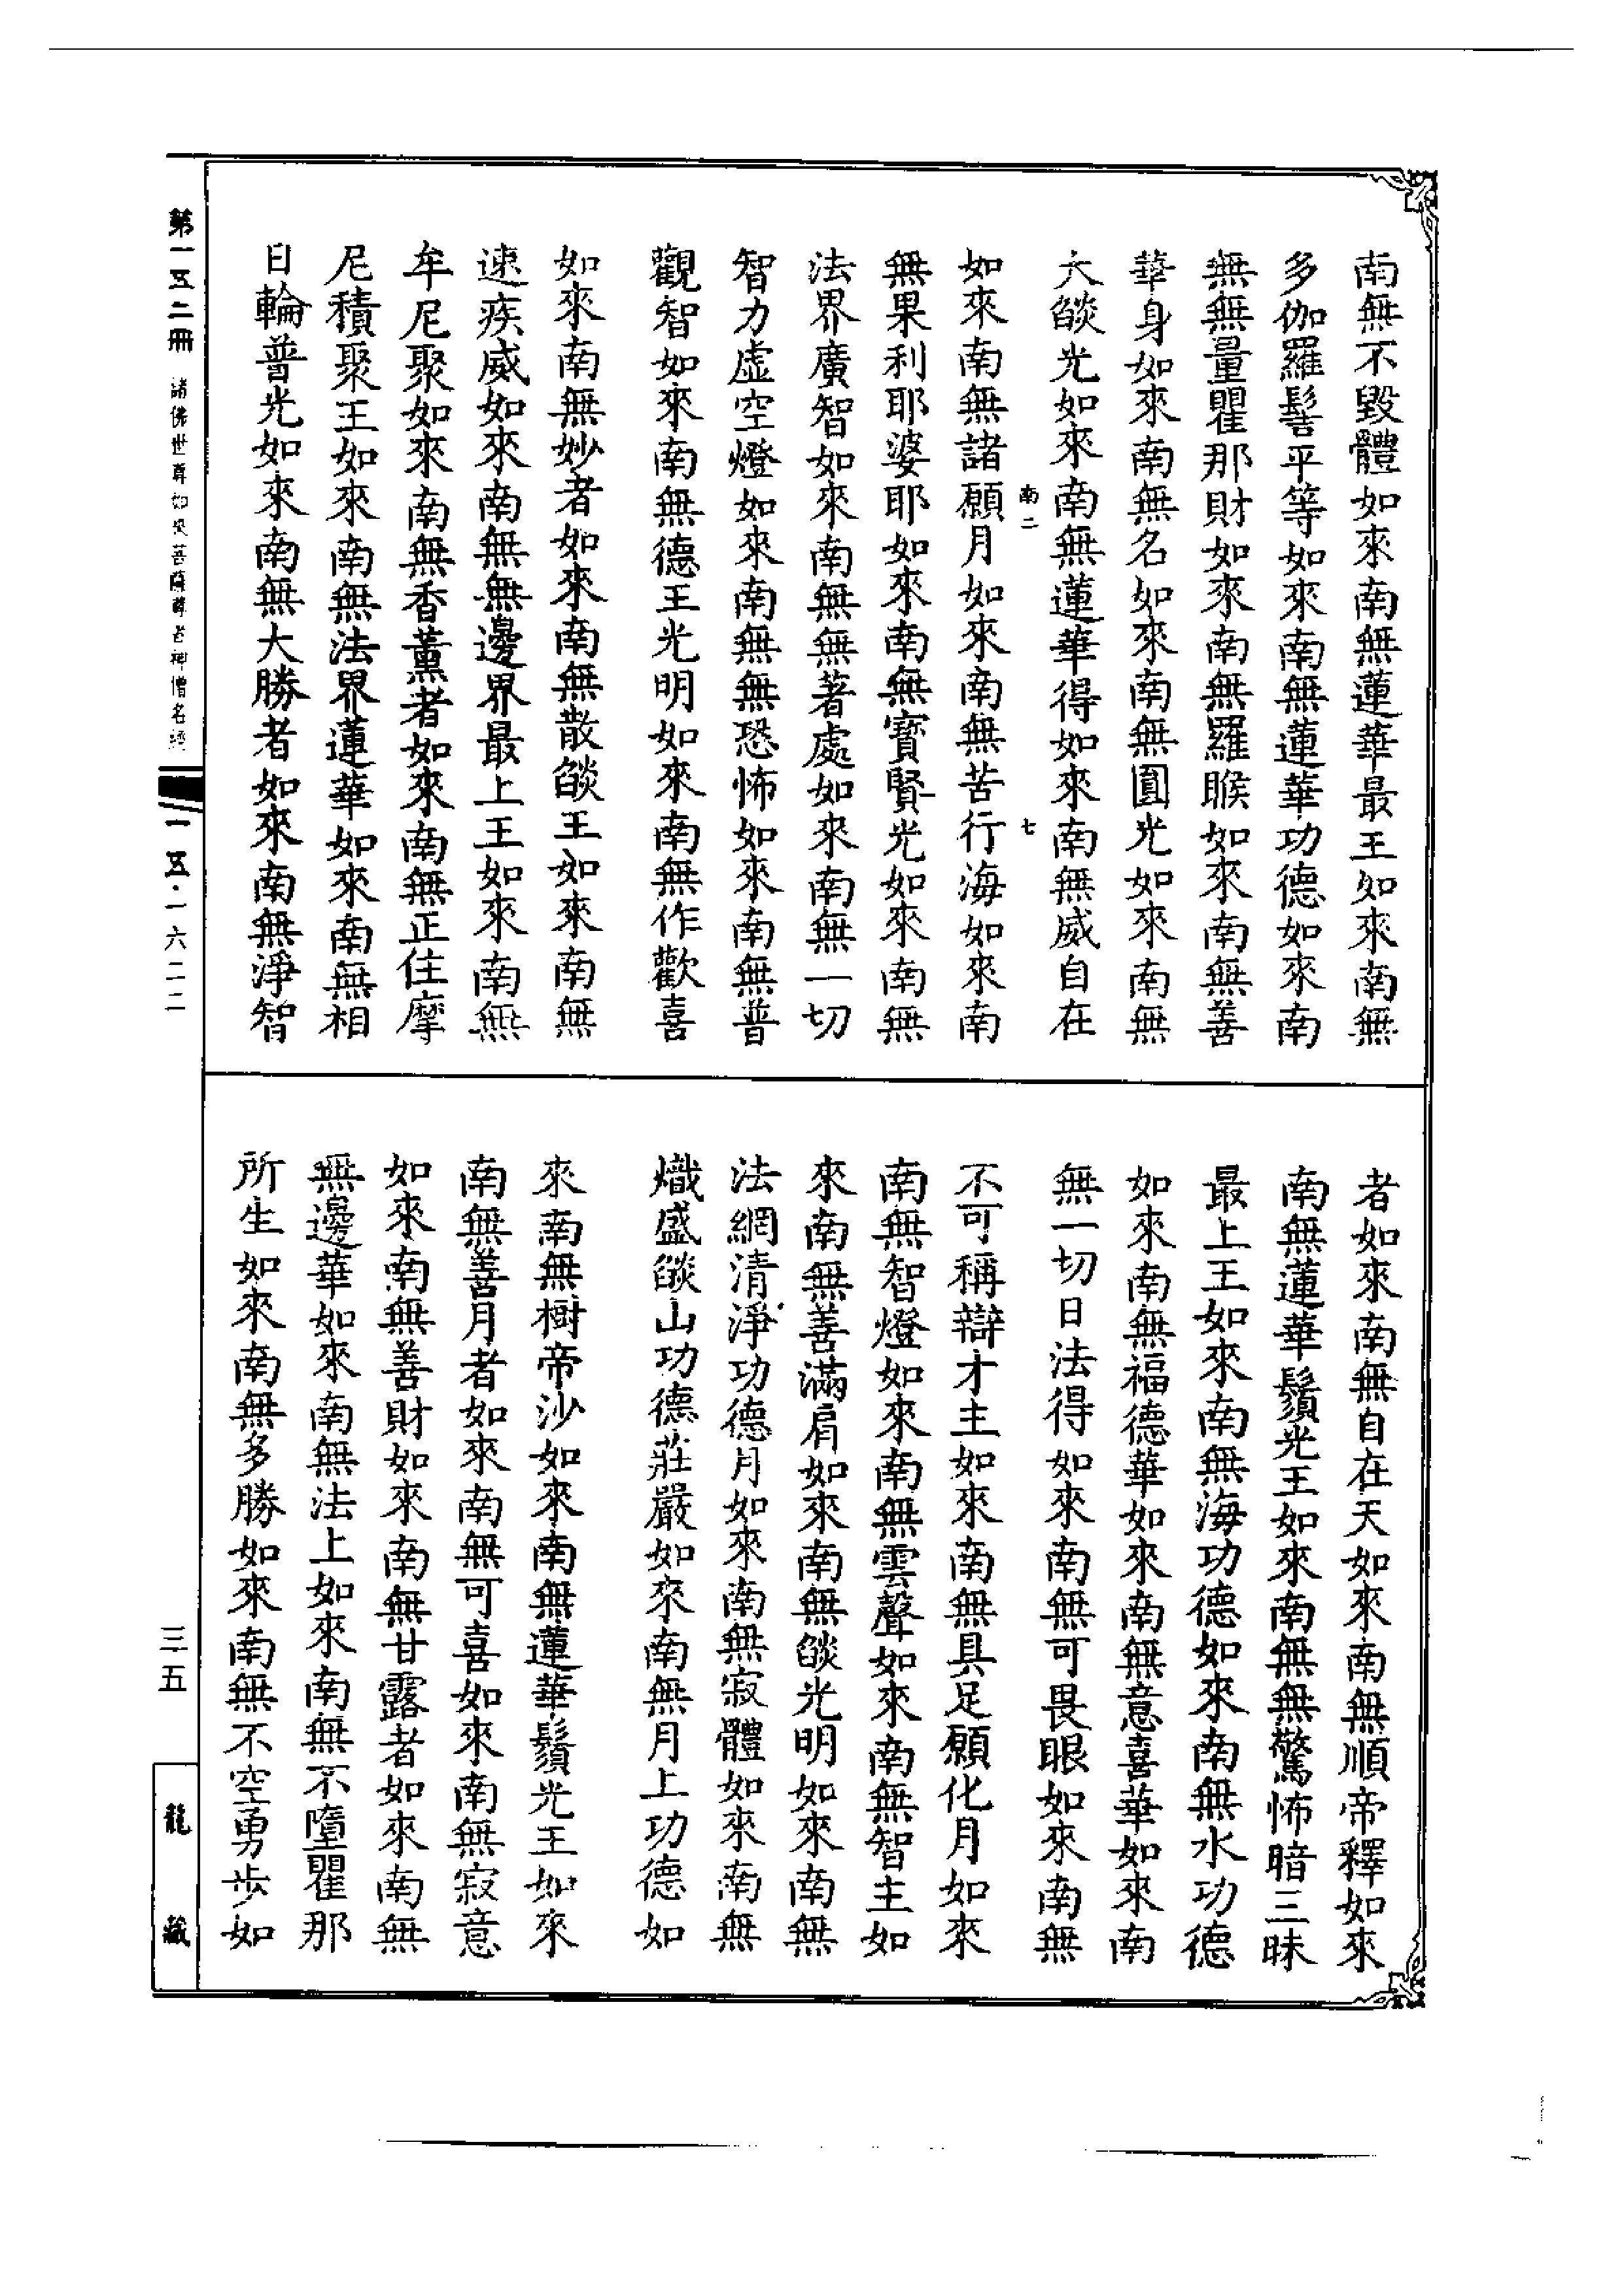 南無不毀體如來南無蓮華最王如來南無
多伽羅髻平等如來南無蓮華功德如來南
無無量瞿那財如來南無羅睺如來南無善
華身如來南無名如來南無圓光如來南無
大燄光如來南無蓮華得如來南無威自在
南二 七
如來南無諸願月如來南無苦行海如來南
無果利耶婆耶如來南無寶賢光如來南無
法界廣智如來南無無著處如來南無一切
智力虛空燈如來南無無恐怖如來南無普
觀智如來南無德王光明如來南無作歡喜
如來南無妙者如來南無散燄王如來南無
速疾威如來南無無邊界最上王如來南無
牟尼聚如來南無香薰者如來南無正住摩
尼積聚王如來南無法界蓮華如來南無相
日輪普光如來南無大勝者如來南無淨智
者如來南無自在天如來南無順帝釋如來
南無蓮華鬚光王如來南無無驚怖暗三昧
最上王如來南無海功德如來南無水功德
如來南無福德華如來南無意喜華如來南
無一切日法得如來南無可畏眼如來南無
不可稱辯才主如來南無具足願化月如來
南無智燈如來南無雲聲如來南無智主如
來南無善滿肩如來南無燄光明如來南無
法網清淨功德月如來南無寂體如來南無
熾盛燄山功德莊嚴如來南無月上功德如
來南無樹帝沙如來南無蓮華鬚光王如來
南無善月者如來南無可喜如來南無寂意
如來南無善財如來南無甘露者如來南無
無邊華如來南無法上如來南無不墮瞿那
所生如來南無多勝如來南無不空勇步如
第一五二冊 諸佛世尊如來菩薩尊者神僧名經
一五·一六二二
三五
龍藏